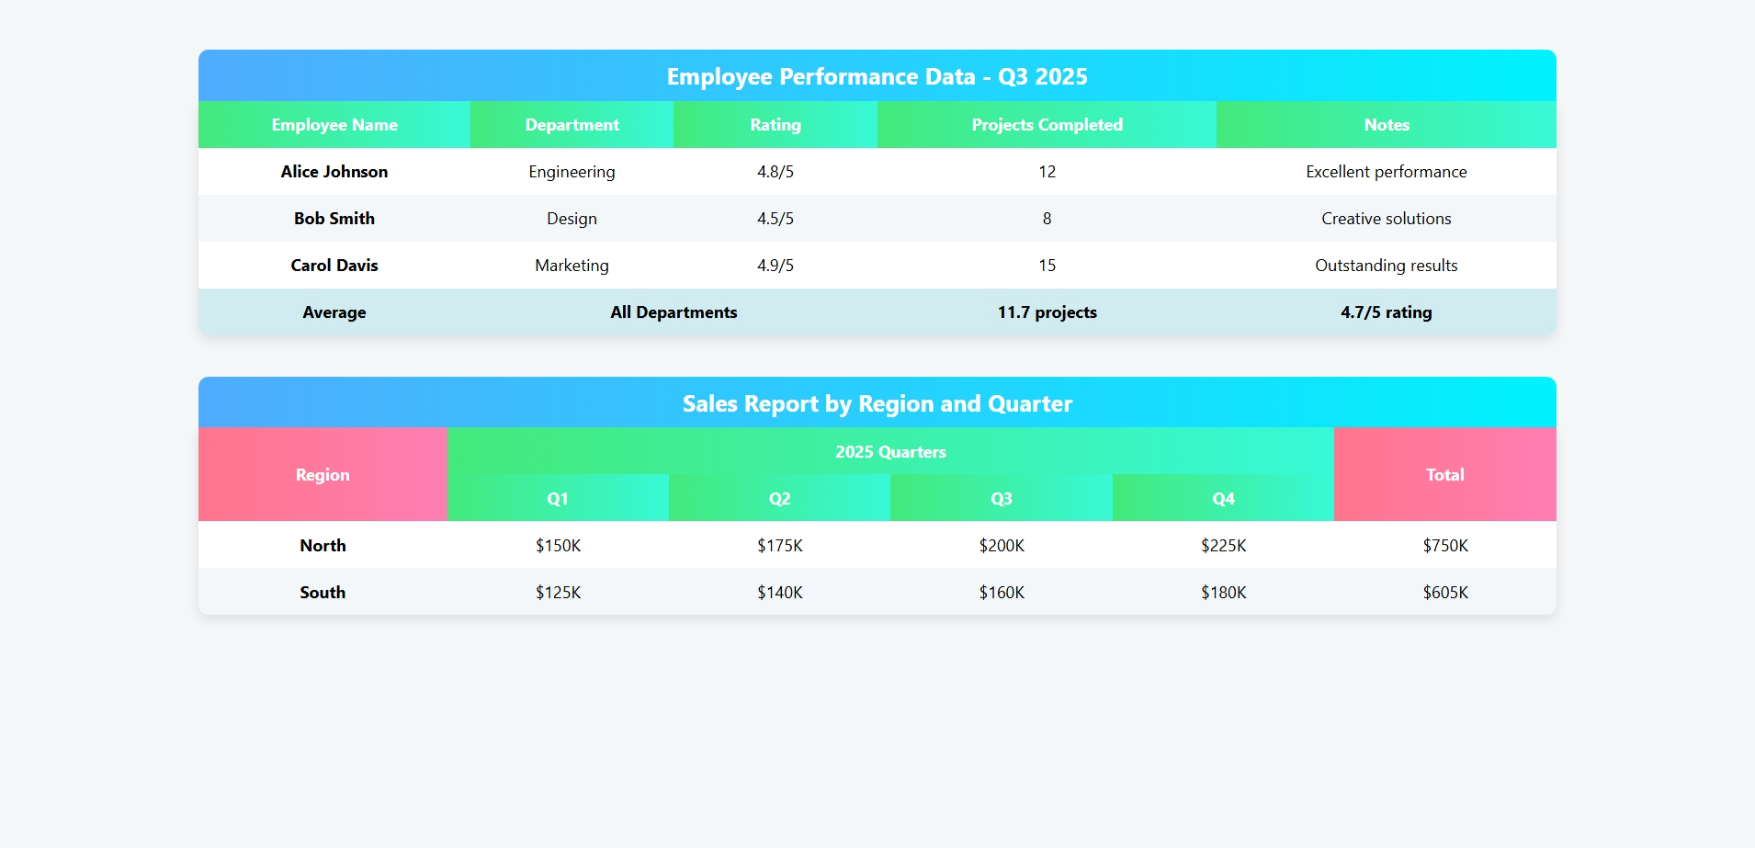 Employee Performance Data - Q3 2025
Employee Name Department Rating Projects Completed Notes
Alice Johnson Engineering 4.8/5 12 Excellent performance
Bob Smith Design 4.5/5 8 Creative solutions
Carol Davis Marketing 4.9/5 15 Outstanding results
Average All Departments 11.7 projects 4.7/5 rating
Sales Report by Region and Quarter
Region 2025 Quarters Total
Q1 Q2 Q3 Q4
North $150K $175K $200K $225K $750K
South $125K $140K $160K $180K $605K